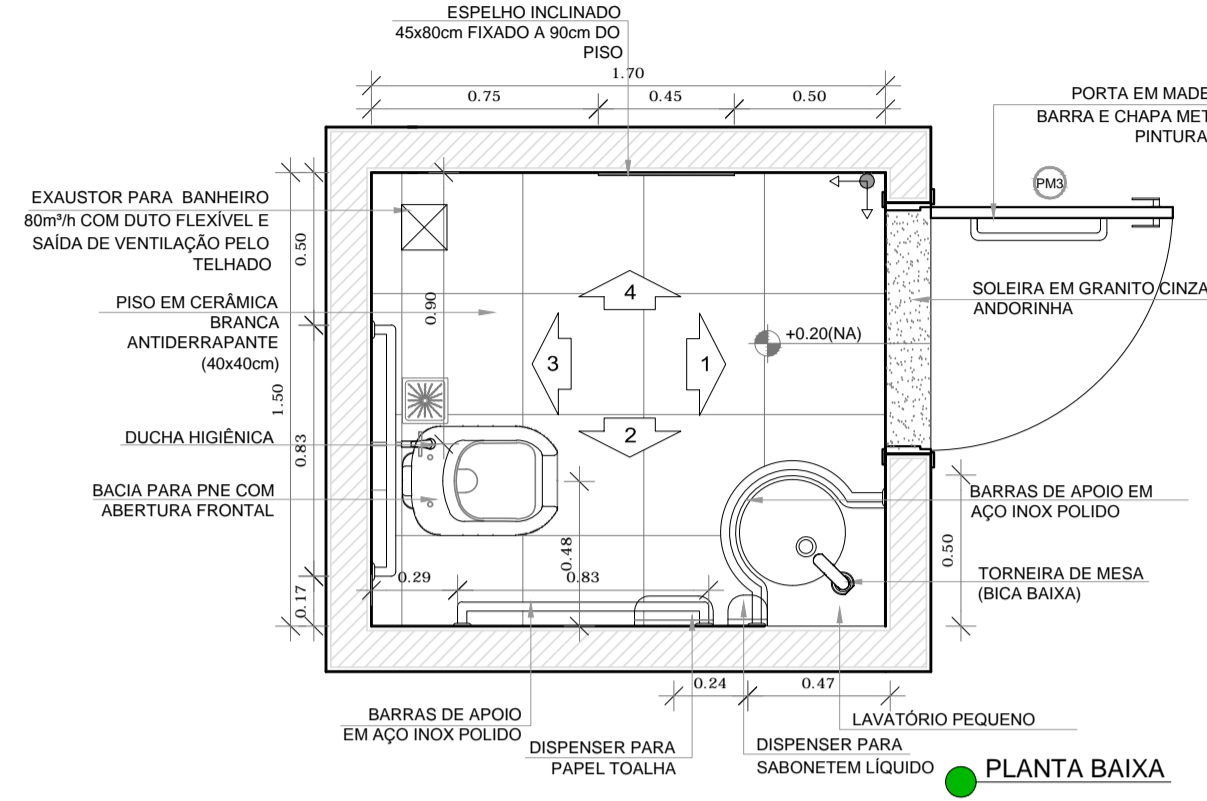 ESPELHO INCLINADO
45x80cm FIXADO A 90cm DO
PISO
1.70
0.75
0.45
0.50
PORTA EM MADE
BARRA E CHAPA MET
PINTURA
PM3
EXAUSTOR PARA BANHEIRO
80m³/h COM DUTO FLEXÍVEL E
SAÍDA DE VENTILAÇÃO PELO
TELHADO
0.50
PISO EM CERÂMICA
BRANCA
ANTIDERRAPANTE
(40x40cm)
0.90
4
3
1
2
+0.20(NA)
SOLEIRA EM GRANITO CINZA
ANDORINHA
1.50
0.83
DUCHA HIGIÊNICA
BACIA PARA PNE COM
ABERTURA FRONTAL
BARRAS DE APOIO EM
AÇO INOX POLIDO
0.48
0.50
0.29
0.83
0.17
TORNEIRA DE MESA
(BICA BAIXA)
0.24
0.47
BARRAS DE APOIO
EM AÇO INOX POLIDO
DISPENSER PARA
PAPEL TOALHA
DISPENSER PARA
SABONETEM LÍQUIDO
LAVATÓRIO PEQUENO
PLANTA BAIXA